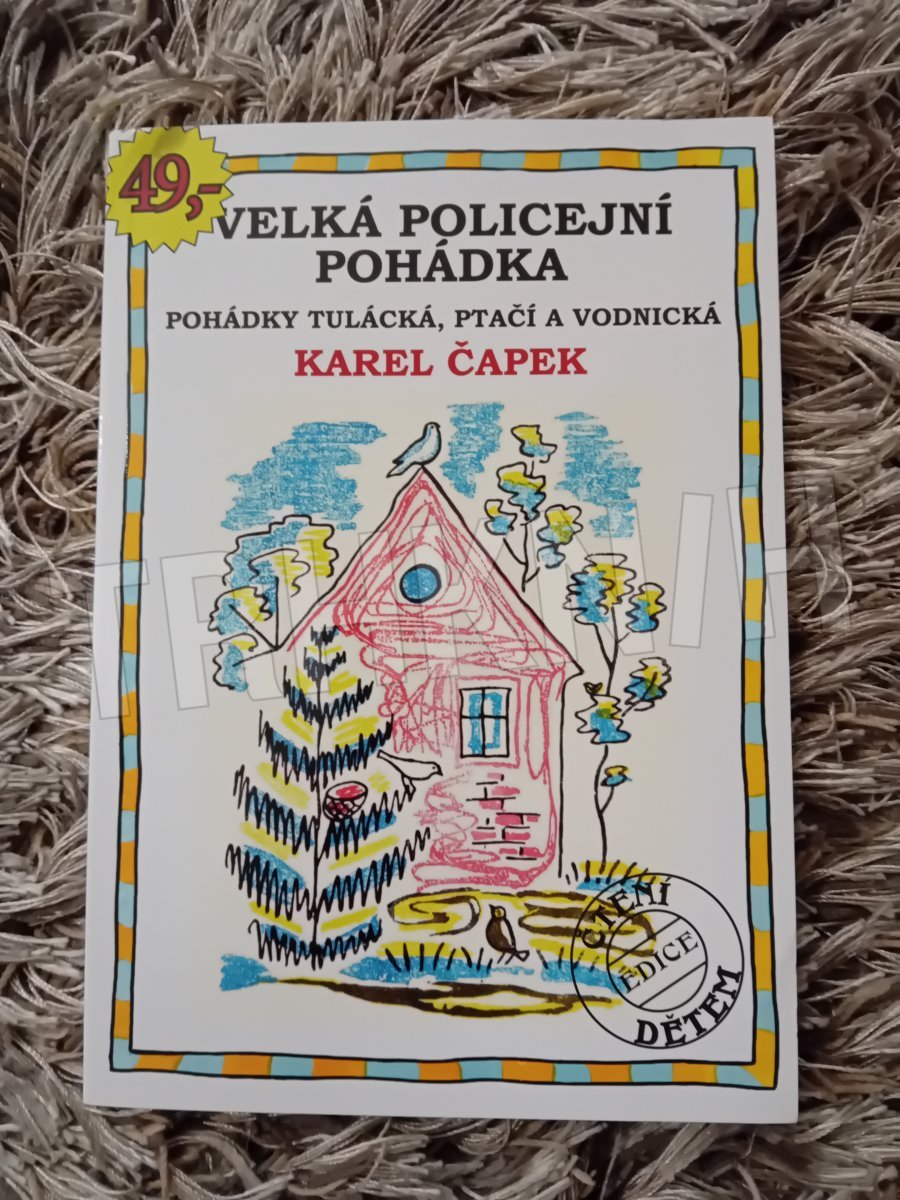 49,-
VELKÁ POLICEJNÍ
POHÁDKA
POHÁDKY TULÁCKÁ, PTAČÍ A VODNICKÁ
KAREL ČAPEK
ČTENÍ
EDICE
DĚTEM